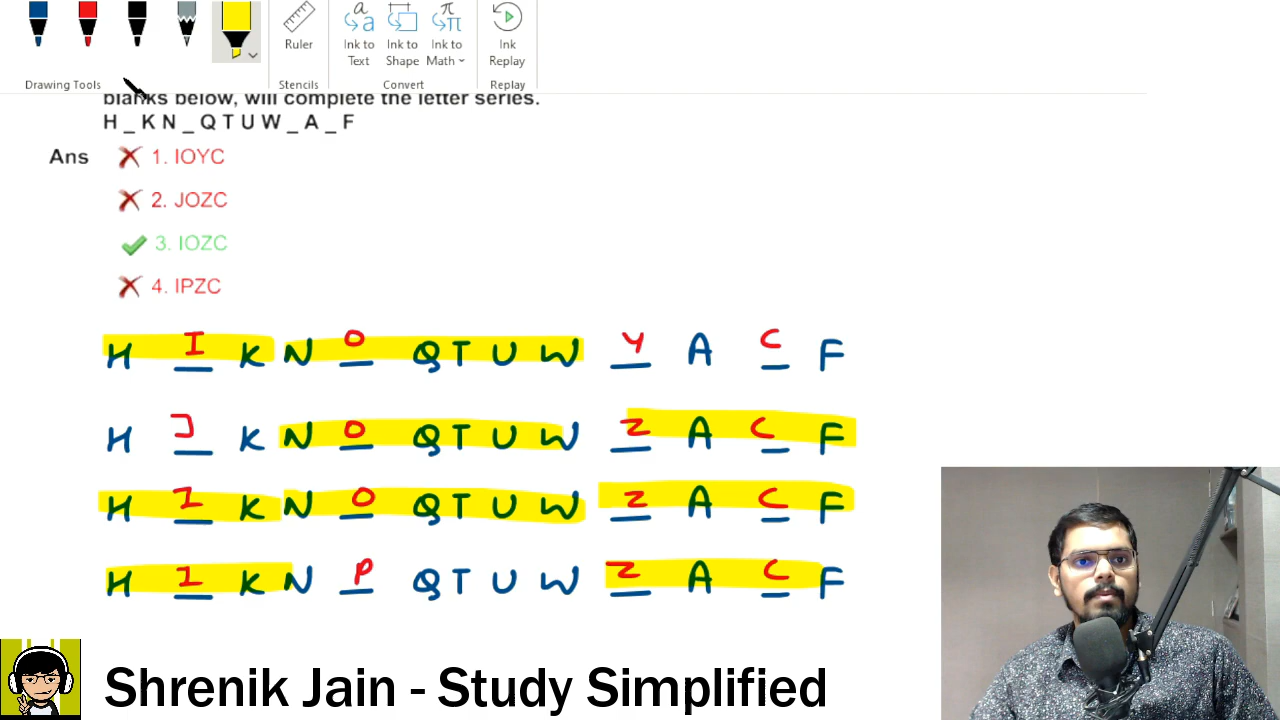 Drawing Tools
Ruler
Stencils
Ink to Text
Ink to Shape
Ink to Math
Convert
Ink Replay
Replay
blanks below, will complete the letter series.
H _ K N _ Q T U W _ A _ F
Ans
1. IOYC
2. JOZC
3. IOZC
4. IPZC
H I K N O Q T U W Y A C F
H J K N O Q T U W Z A C F
H I K N O Q T U W Z A C F
H I K N P Q T U W Z A C F
Shrenik Jain - Study Simplified